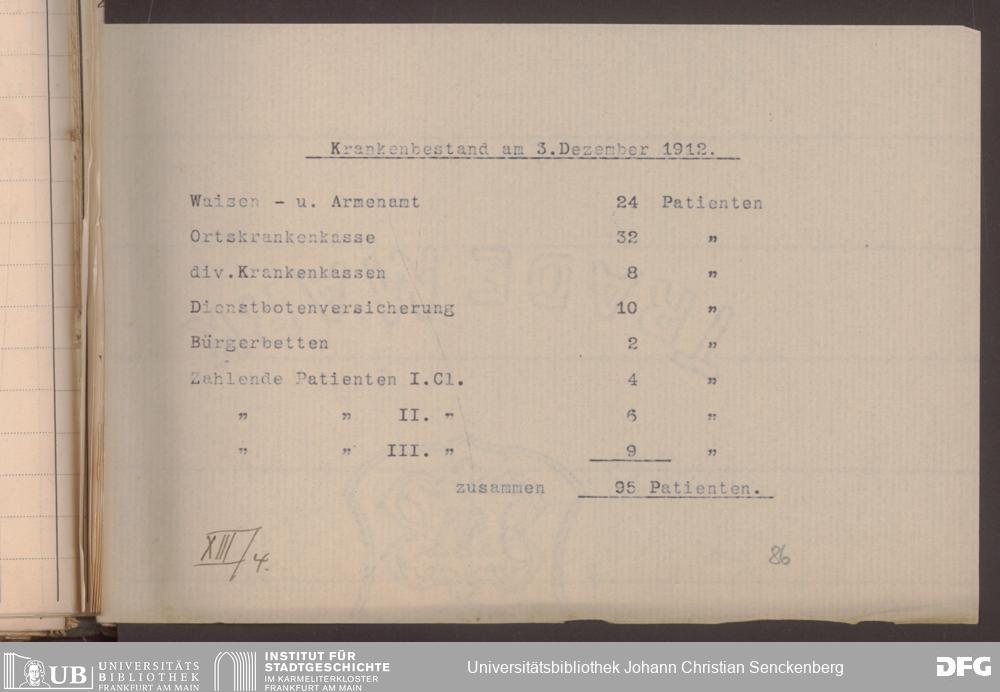 Krankenbestand am 3.Dezember 1912.
Waisen - u. Armenamt 24 Patienten
Ortskrankenkasse 32 „
div.Krankenkassen 8 „
Dienstbotenversicherung 10 „
Bürgerbetten 2 „
Zahlende Patienten I.Cl. 4 „
„ „ II. „ 6 „
„ „ III. „ 9 „
zusammen 95 Patienten.
XIII/4.
86
UB UNIVERSITÄTS BIBLIOTHEK FRANKFURT AM MAIN
INSTITUT FÜR STADTGESCHICHTE IM KARMELITERKLOSTER FRANKFURT AM MAIN
Universitätsbibliothek Johann Christian Senckenberg
DFG